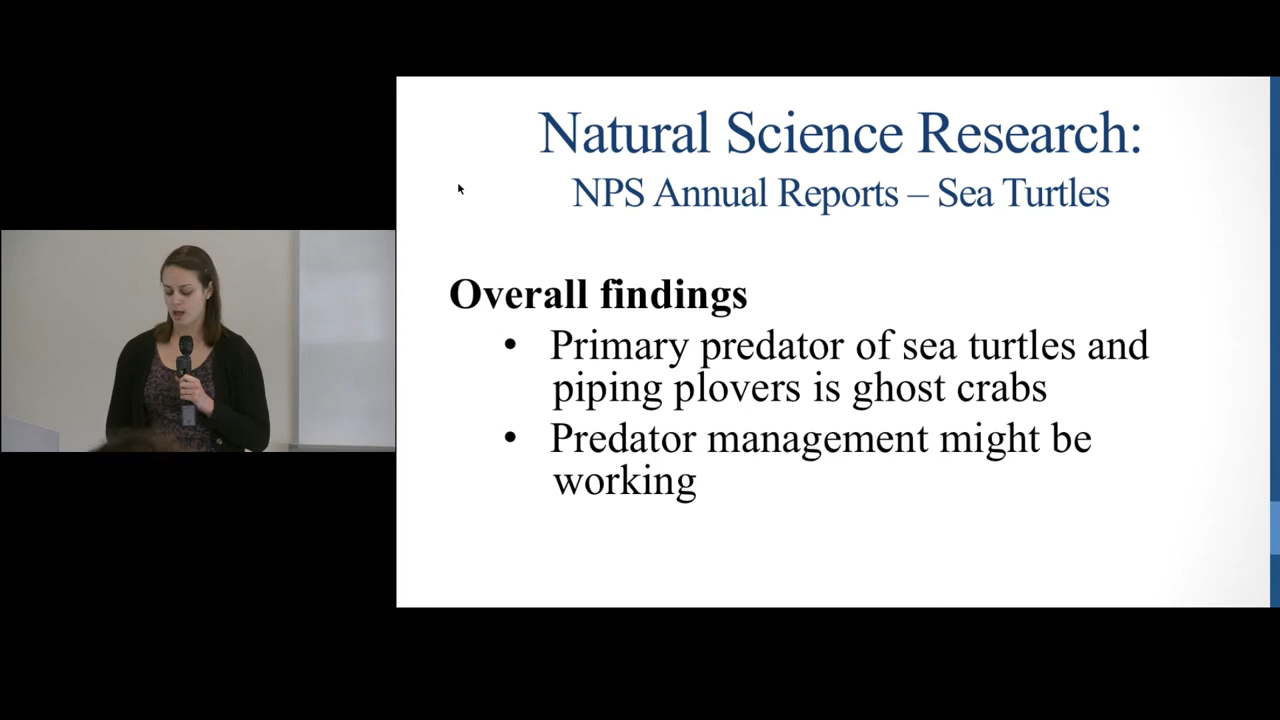 Natural Science Research:
NPS Annual Reports – Sea Turtles
Overall findings
• Primary predator of sea turtles and
piping plovers is ghost crabs
• Predator management might be
working